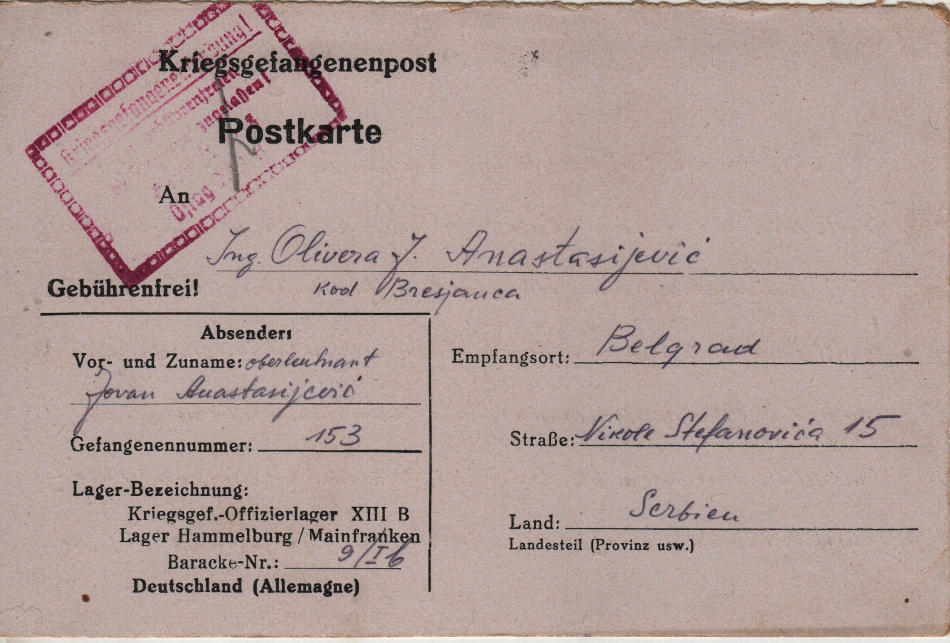 Kriegsgefangenenpost
Postkarte
An
Ing. Olivera J. Anastasijević
Kod Bresjanca
Gebührenfrei!
Absender:
Vor- und Zuname: oberleutnant
Jovan Anastasijević
Gefangenennummer: 153
Lager-Bezeichnung:
Kriegsgef.-Offizierlager XIII B
Lager Hammelburg / Mainfranken
Baracke-Nr.: 9/I b
Deutschland (Allemagne)
Empfangsort: Belgrad
Straße: Nikole Stefanovića 15
Land: Serbien
Landesteil (Provinz usw.)